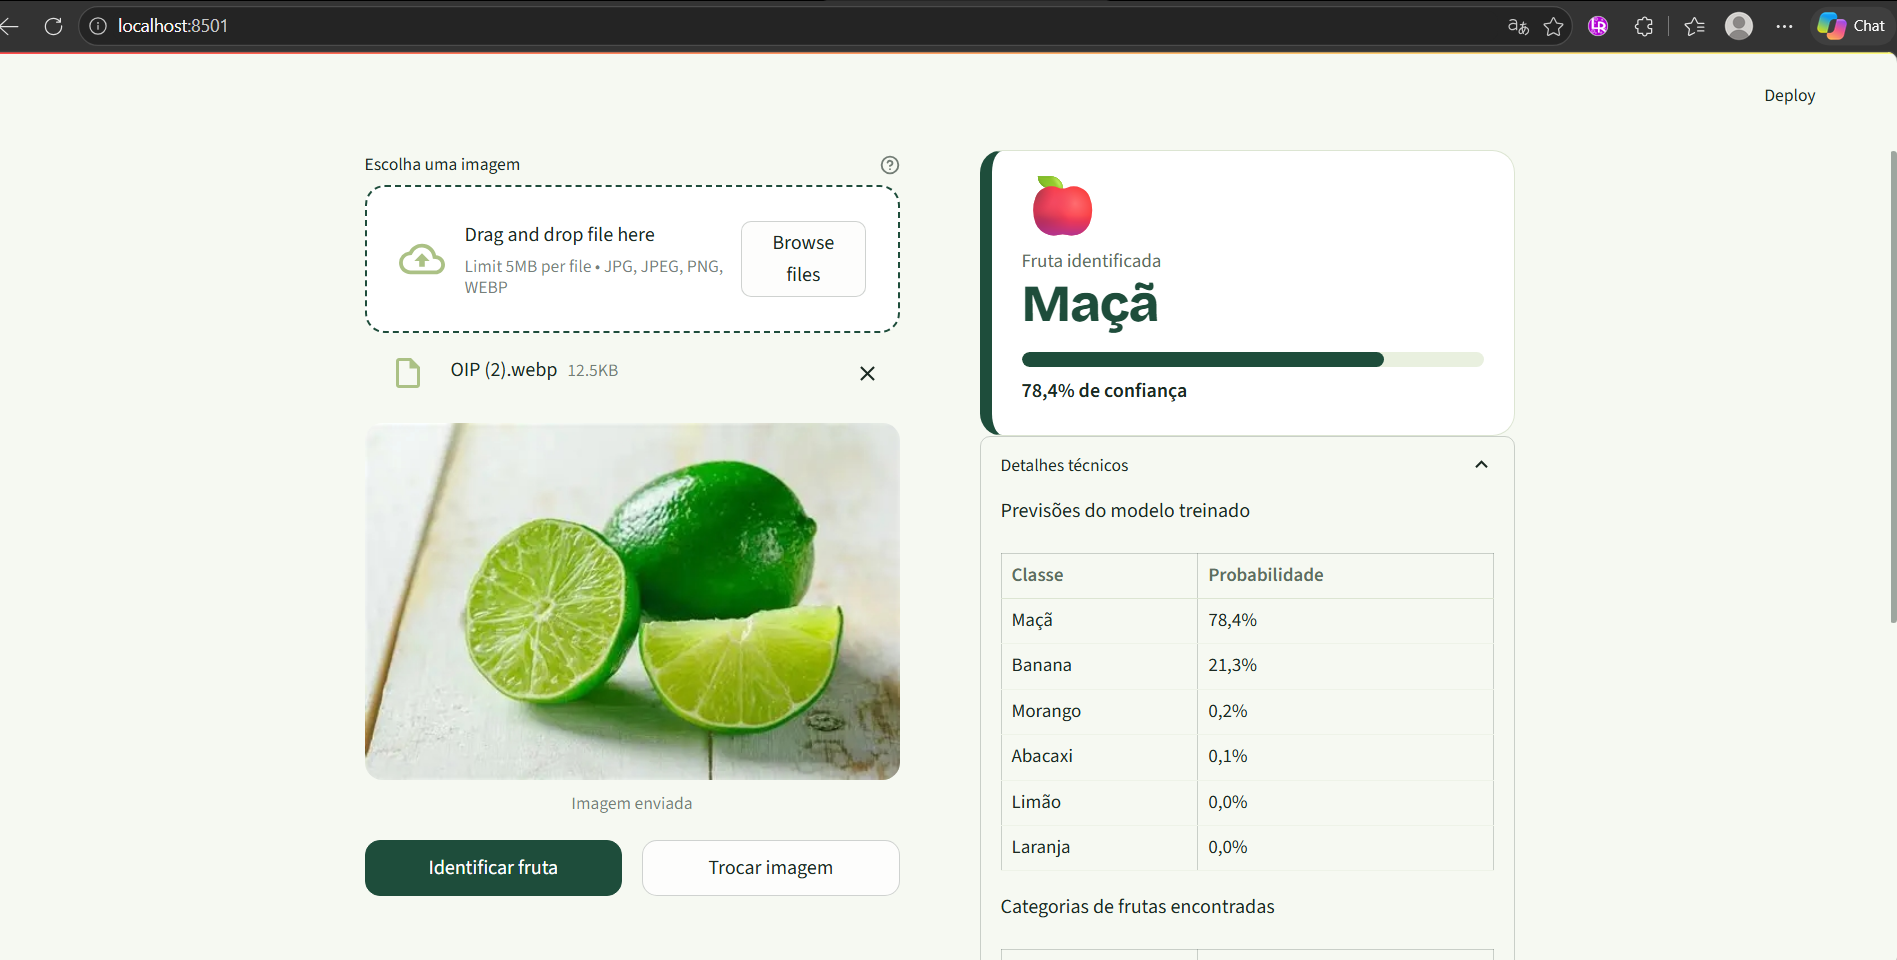 localhost:8501
Chat
Deploy
Escolha uma imagem
Drag and drop file here
Limit 5MB per file • JPG, JPEG, PNG,
WEBP
Browse
files
OIP (2).webp 12.5KB
Imagem enviada
Identificar fruta
Trocar imagem
Fruta identificada
Maçã
78,4% de confiança
Detalhes técnicos
Previsões do modelo treinado
Classe Probabilidade
Maçã 78,4%
Banana 21,3%
Morango 0,2%
Abacaxi 0,1%
Limão 0,0%
Laranja 0,0%
Categorias de frutas encontradas